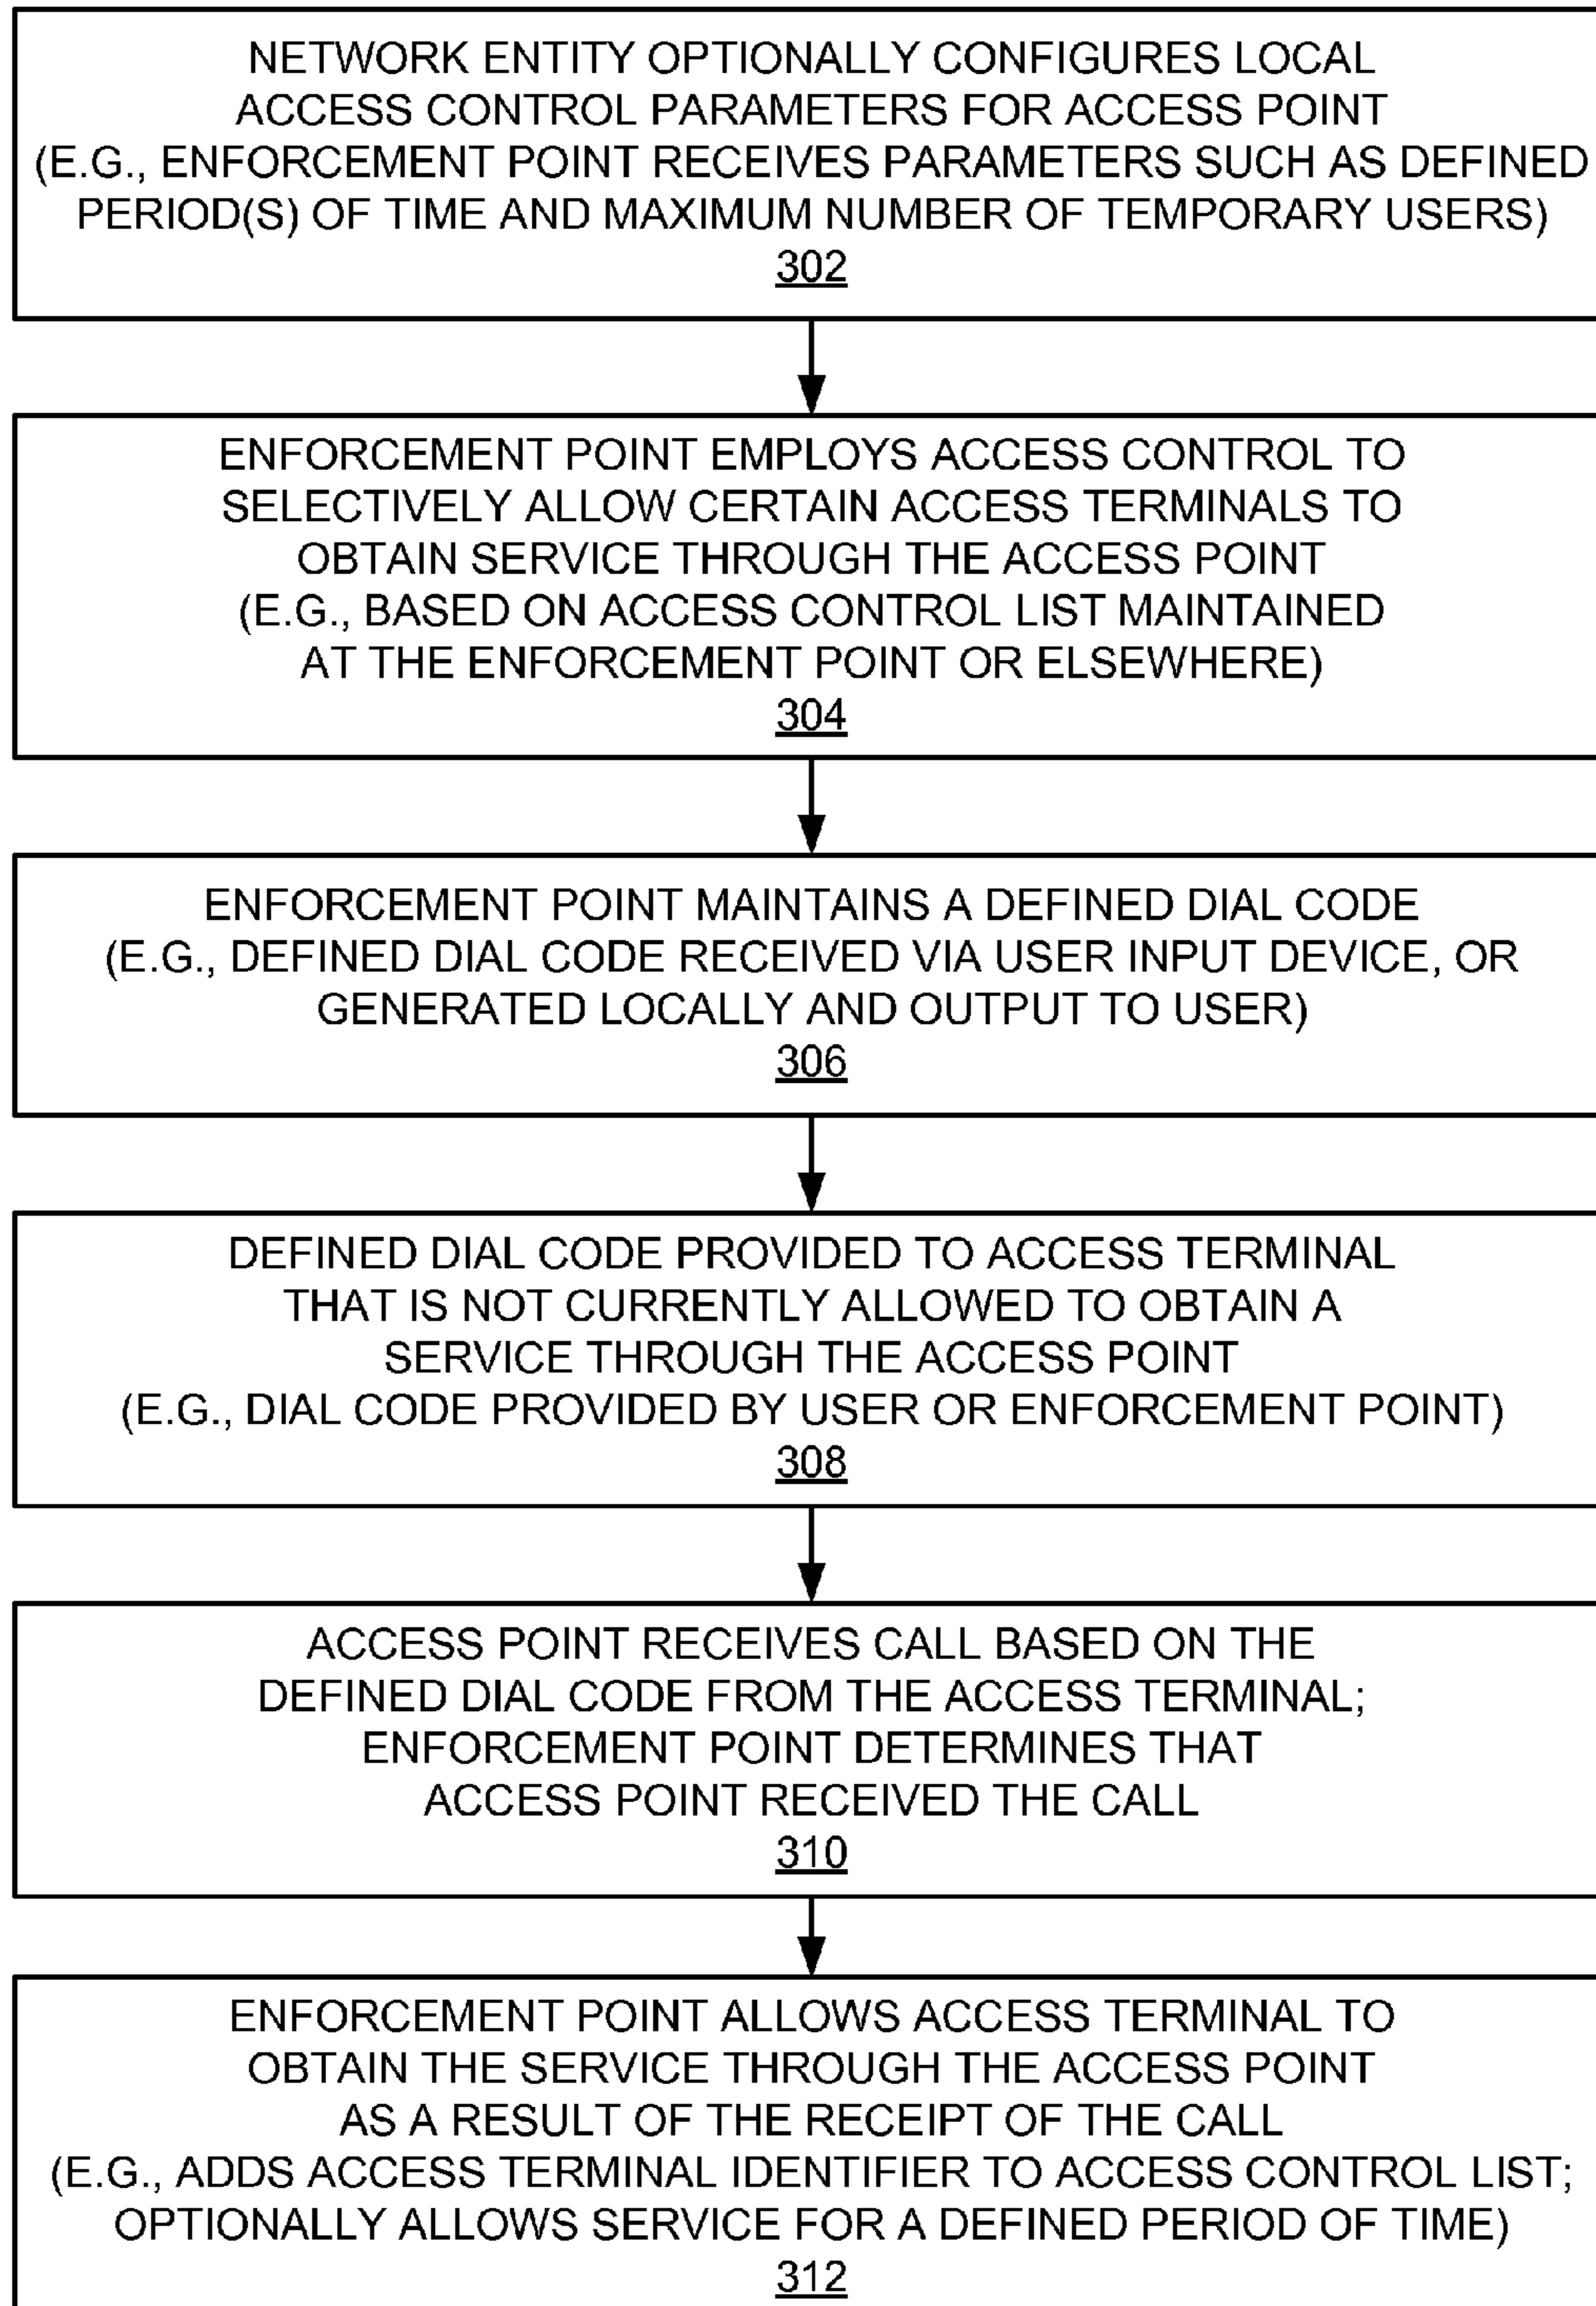 NETWORK ENTITY OPTIONALLY CONFIGURES LOCAL
ACCESS CONTROL PARAMETERS FOR ACCESS POINT
(E.G., ENFORCEMENT POINT RECEIVES PARAMETERS SUCH AS DEFINED
PERIOD(S) OF TIME AND MAXIMUM NUMBER OF TEMPORARY USERS)
302
ENFORCEMENT POINT EMPLOYS ACCESS CONTROL TO
SELECTIVELY ALLOW CERTAIN ACCESS TERMINALS TO
OBTAIN SERVICE THROUGH THE ACCESS POINT
(E.G., BASED ON ACCESS CONTROL LIST MAINTAINED
AT THE ENFORCEMENT POINT OR ELSEWHERE)
304
ENFORCEMENT POINT MAINTAINS A DEFINED DIAL CODE
(E.G., DEFINED DIAL CODE RECEIVED VIA USER INPUT DEVICE, OR
GENERATED LOCALLY AND OUTPUT TO USER)
306
DEFINED DIAL CODE PROVIDED TO ACCESS TERMINAL
THAT IS NOT CURRENTLY ALLOWED TO OBTAIN A
SERVICE THROUGH THE ACCESS POINT
(E.G., DIAL CODE PROVIDED BY USER OR ENFORCEMENT POINT)
308
ACCESS POINT RECEIVES CALL BASED ON THE
DEFINED DIAL CODE FROM THE ACCESS TERMINAL;
ENFORCEMENT POINT DETERMINES THAT
ACCESS POINT RECEIVED THE CALL
310
ENFORCEMENT POINT ALLOWS ACCESS TERMINAL TO
OBTAIN THE SERVICE THROUGH THE ACCESS POINT
AS A RESULT OF THE RECEIPT OF THE CALL
(E.G., ADDS ACCESS TERMINAL IDENTIFIER TO ACCESS CONTROL LIST;
OPTIONALLY ALLOWS SERVICE FOR A DEFINED PERIOD OF TIME)
312